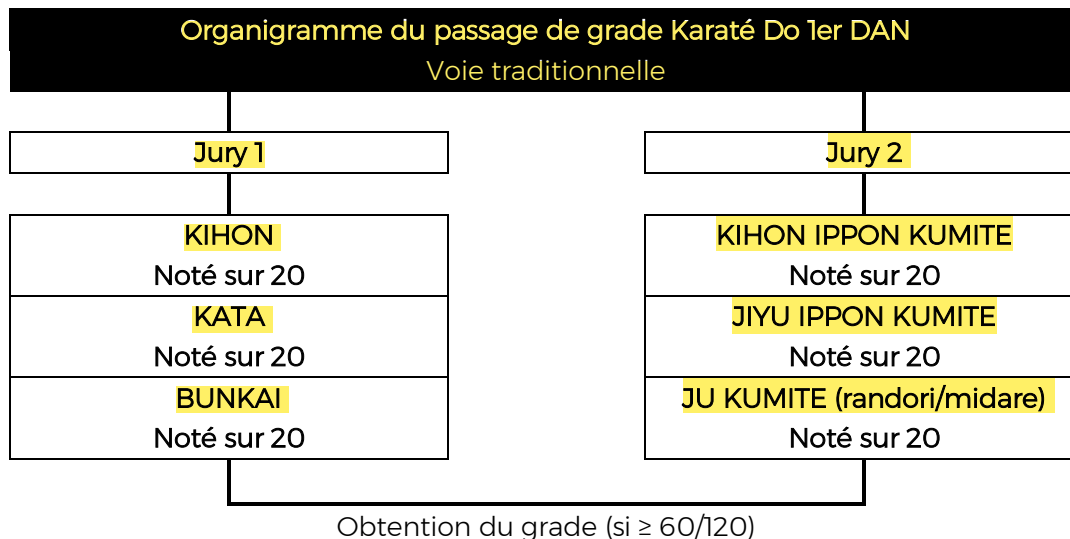 Organigramme du passage de grade Karaté Do 1er DAN
Voie traditionnelle
Jury 1
KIHON
Noté sur 20
KATA
Noté sur 20
BUNKAI
Noté sur 20
Jury 2
KIHON IPPON KUMITE
Noté sur 20
JIYU IPPON KUMITE
Noté sur 20
JU KUMITE (randori/midare)
Noté sur 20
Obtention du grade (si ≥ 60/120)